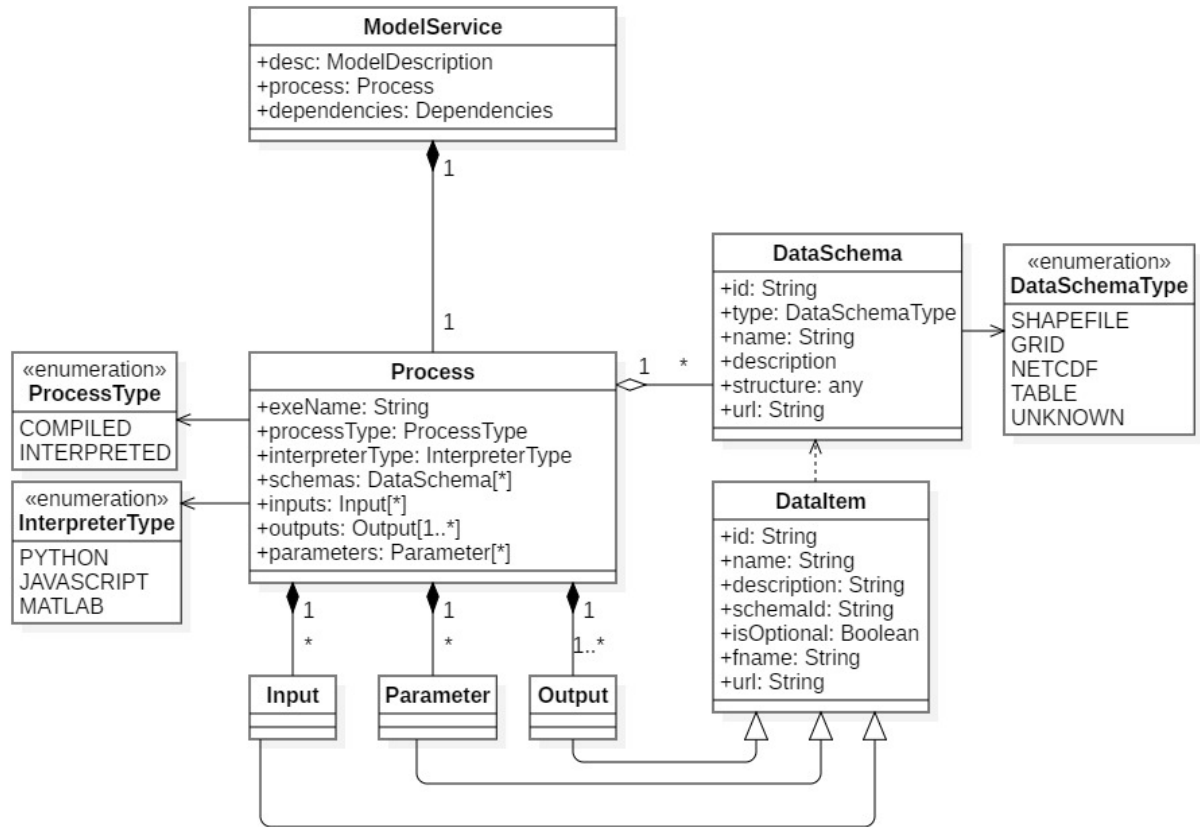 ModelService
+desc: ModelDescription
+process: Process
+dependencies: Dependencies
1
1
«enumeration»
ProcessType
COMPILED
INTERPRETED
«enumeration»
InterpreterType
PYTHON
JAVASCRIPT
MATLAB
Process
+exeName: String
+processType: ProcessType
+interpreterType: InterpreterType
+schemas: DataSchema[*]
+inputs: Input[*]
+outputs: Output[1..*]
+parameters: Parameter[*]
1 *
DataSchema
+id: String
+type: DataSchemaType
+name: String
+description
+structure: any
+url: String
«enumeration»
DataSchemaType
SHAPEFILE
GRID
NETCDF
TABLE
UNKNOWN
DataItem
+id: String
+name: String
+description: String
+schemaId: String
+isOptional: Boolean
+fname: String
+url: String
1 1 1
* * 1..*
Input Parameter Output